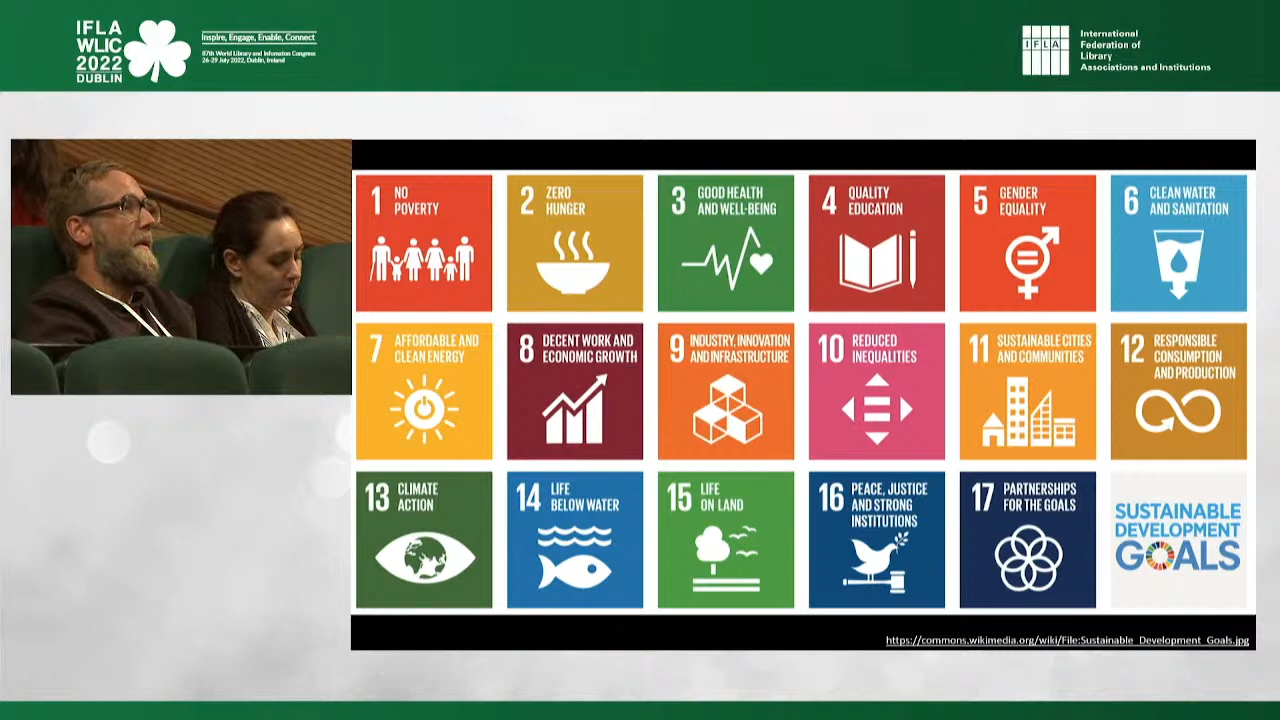 IFLA
WLIC
2022
DUBLIN
Inspire, Engage, Enable, Connect
87th World Library and Infomaton Congress
26-29 July 2022, Dublin, Ireland
IFLA
International
Federation of
Library
Associations and Institutions
1 NO
POVERTY
2 ZERO
HUNGER
3 GOOD HEALTH
AND WELL-BEING
4 QUALITY
EDUCATION
5 GENDER
EQUALITY
6 CLEAN WATER
AND SANITATION
7 AFFORDABLE AND
CLEAN ENERGY
8 DECENT WORK AND
ECONOMIC GROWTH
9 INDUSTRY, INNOVATION
AND INFRASTRUCTURE
10 REDUCED
INEQUALITIES
11 SUSTAINABLE CITIES
AND COMMUNITIES
12 RESPONSIBLE
CONSUMPTION
AND PRODUCTION
13 CLIMATE
ACTION
14 LIFE
BELOW WATER
15 LIFE
ON LAND
16 PEACE, JUSTICE
AND STRONG
INSTITUTIONS
17 PARTNERSHIPS
FOR THE GOALS
SUSTAINABLE
DEVELOPMENT
GOALS
https://commons.wikimedia.org/wiki/File:Sustainable_Development_Goals.jpg